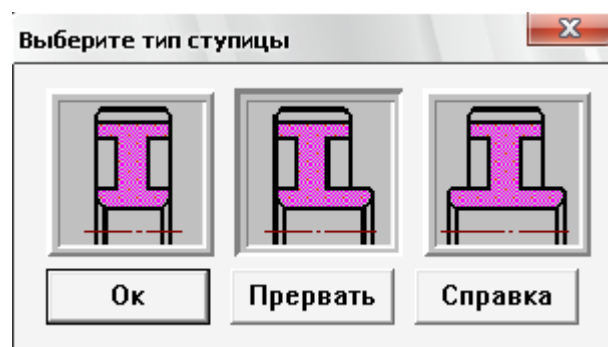 Выберите тип ступицы
Ок
Прервать
Справка